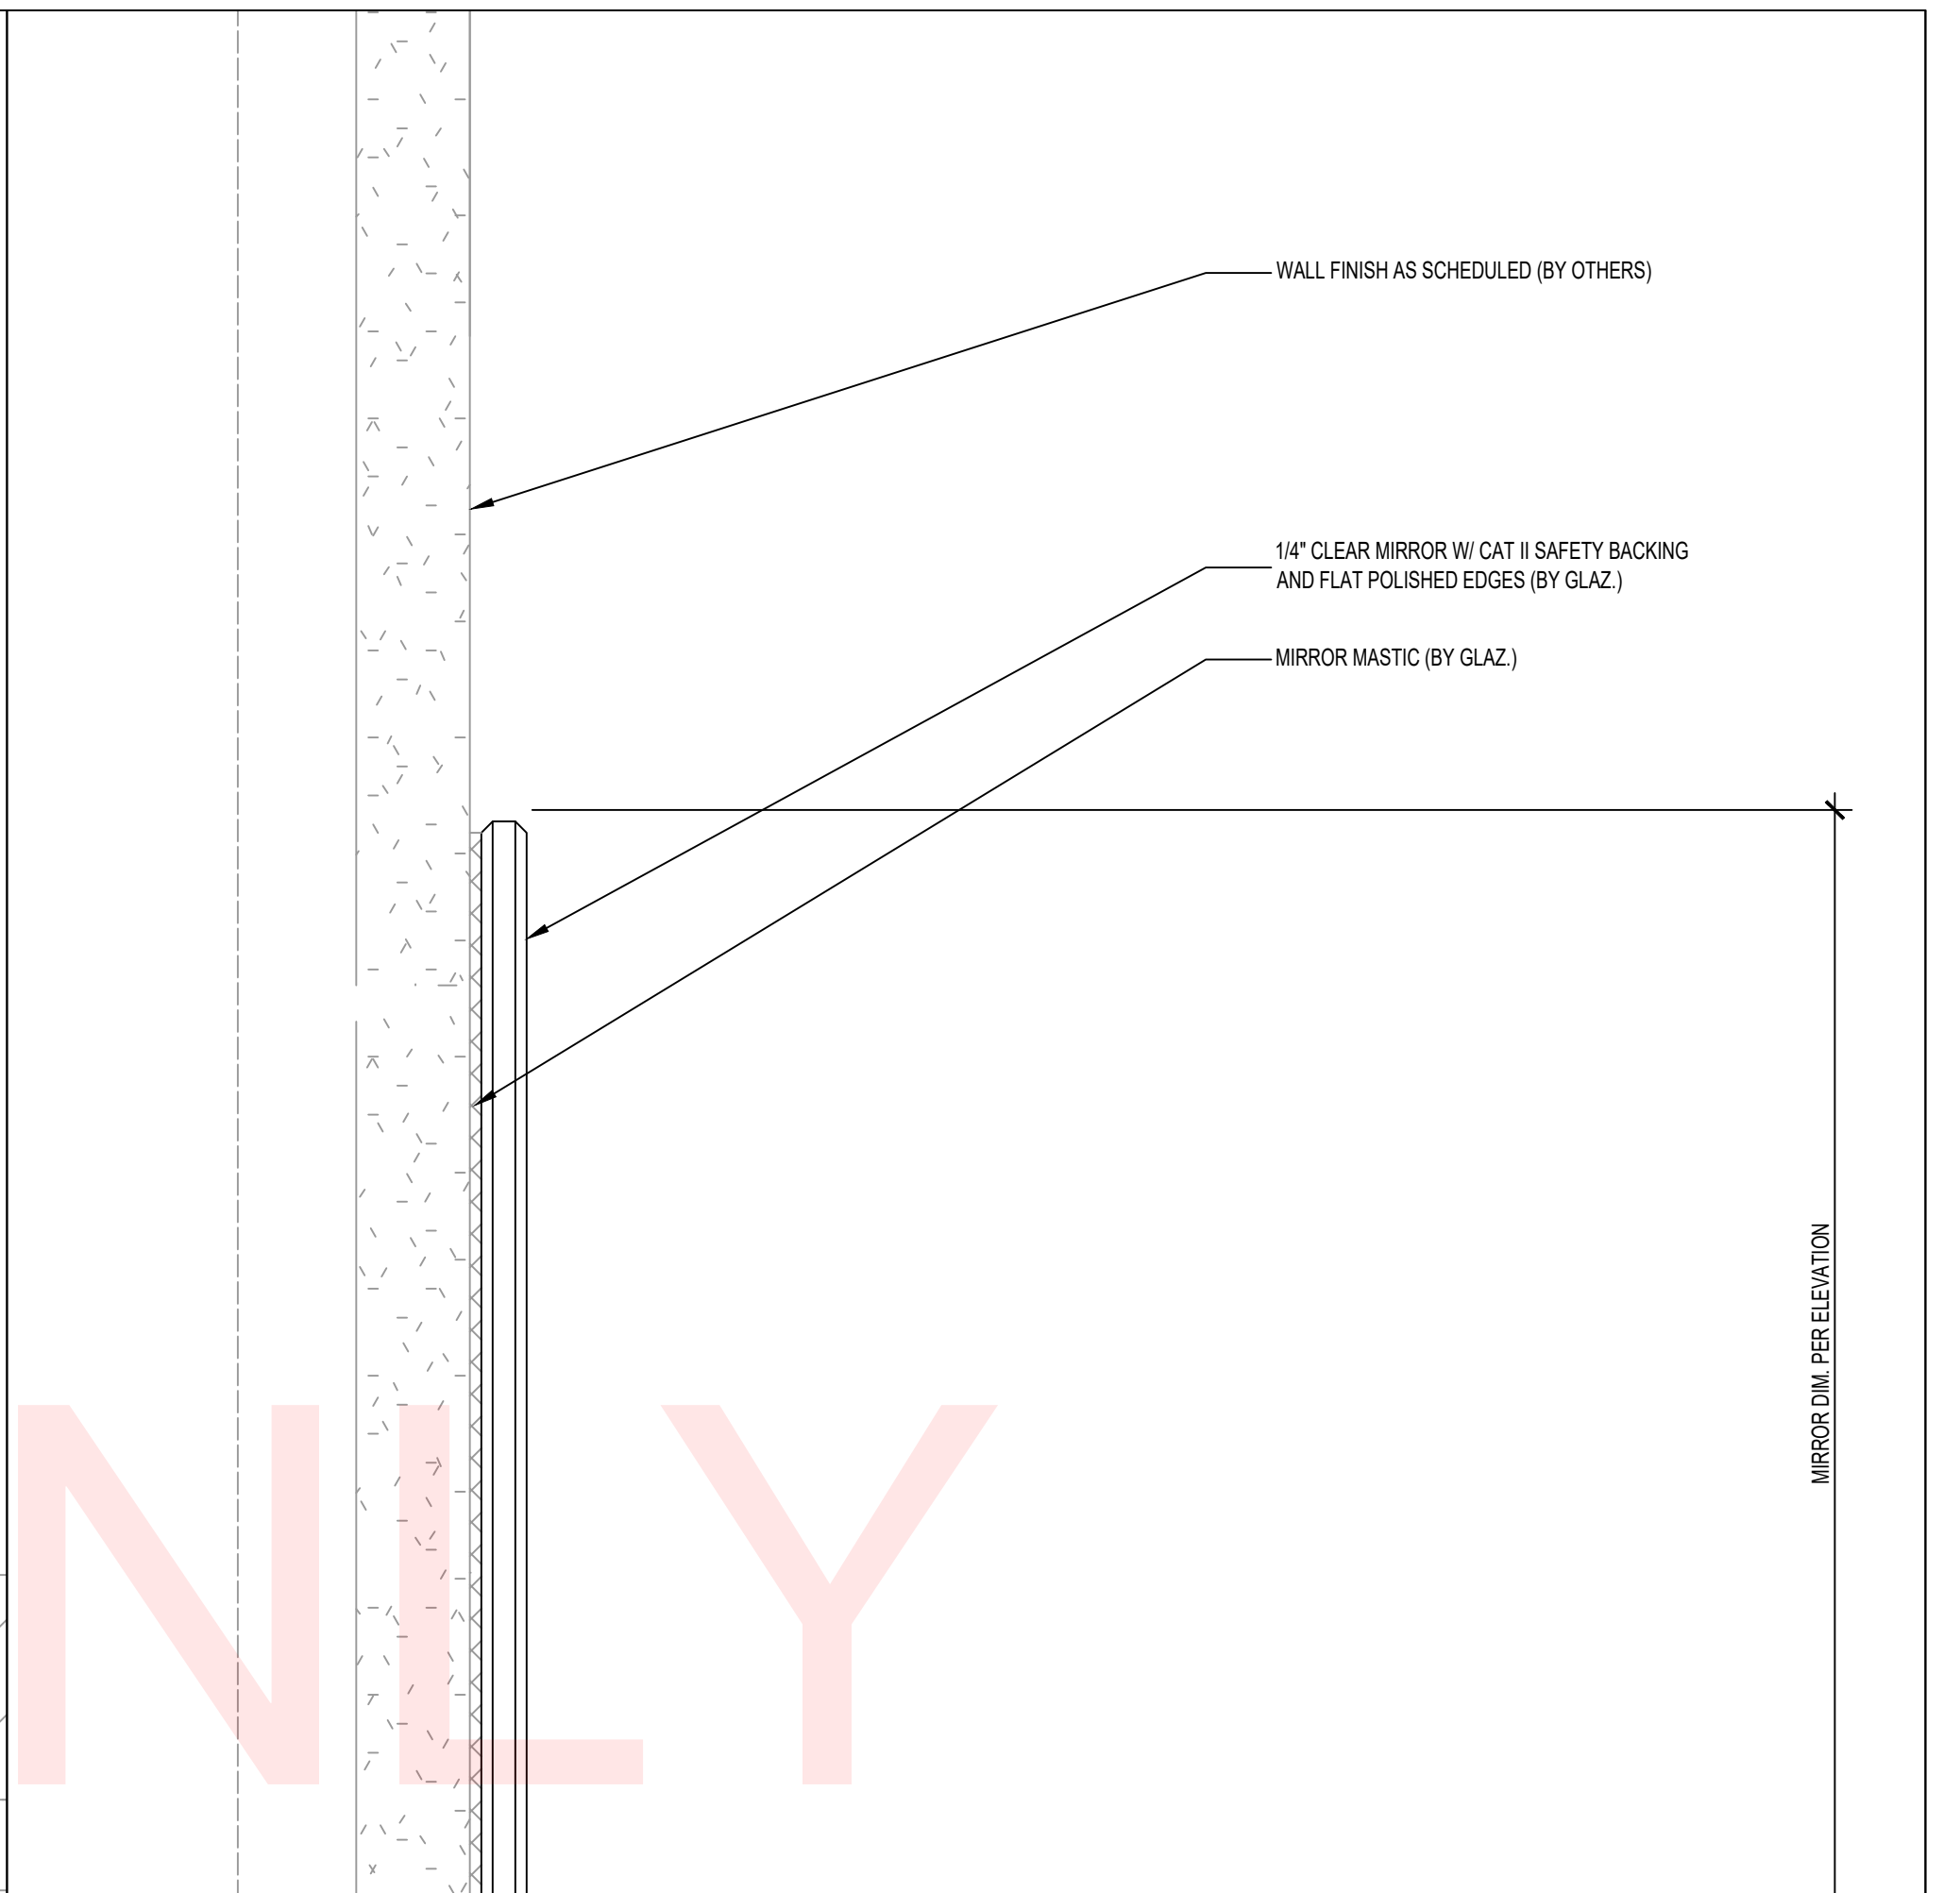 WALL FINISH AS SCHEDULED (BY OTHERS)
1/4" CLEAR MIRROR W/ CAT II SAFETY BACKING
AND FLAT POLISHED EDGES (BY GLAZ.)
MIRROR MASTIC (BY GLAZ.)
MIRROR DIM. PER ELEVATION
NLY